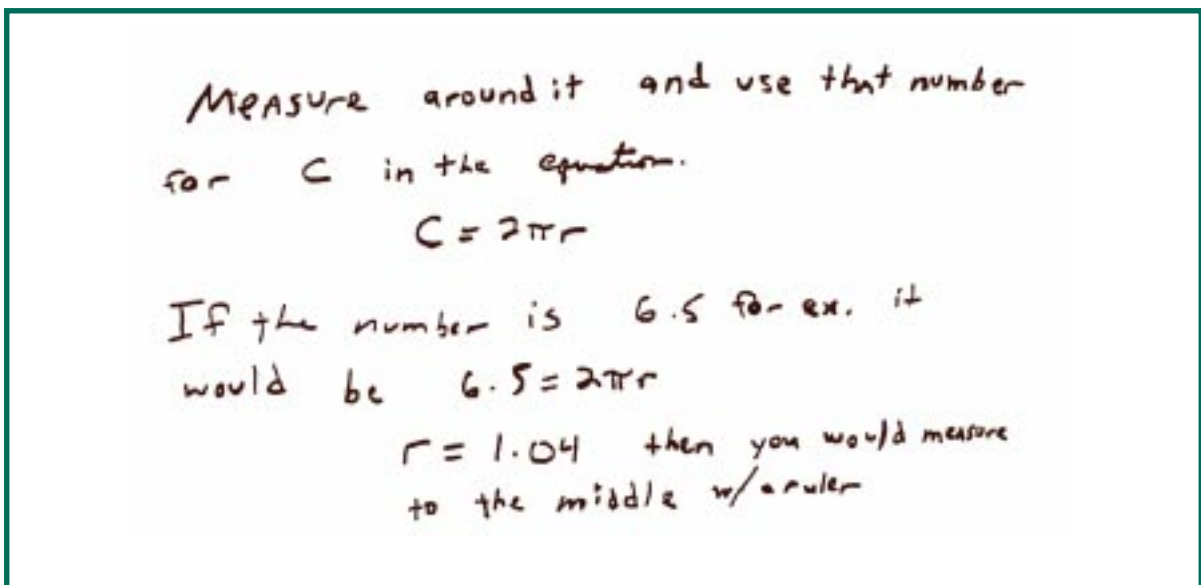 Measure around it and use that number
for C in the equation.
C = 2πr
If the number is 6.5 for ex. it
would be 6.5 = 2πr
r = 1.04 then you would measure
to the middle w/ a ruler